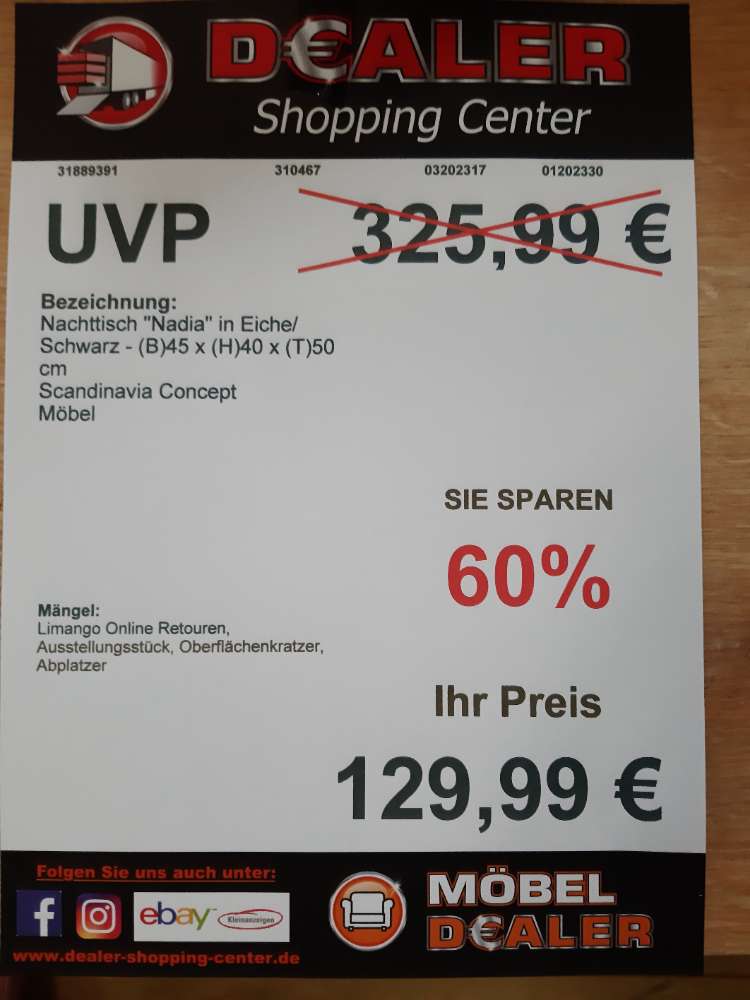 D€ALER
Shopping Center
31889391 310467 03202317 01202330
UVP 325,99 €
Bezeichnung:
Nachttisch "Nadia" in Eiche/
Schwarz - (B)45 x (H)40 x (T)50
cm
Scandinavia Concept
Möbel
SIE SPAREN
60%
Mängel:
Limango Online Retouren,
Ausstellungsstück, Oberflächenkratzer,
Abplatzer
Ihr Preis
129,99 €
Folgen Sie uns auch unter:
f ebay Kleinanzeigen
www.dealer-shopping-center.de
MÖBEL
D€ALER